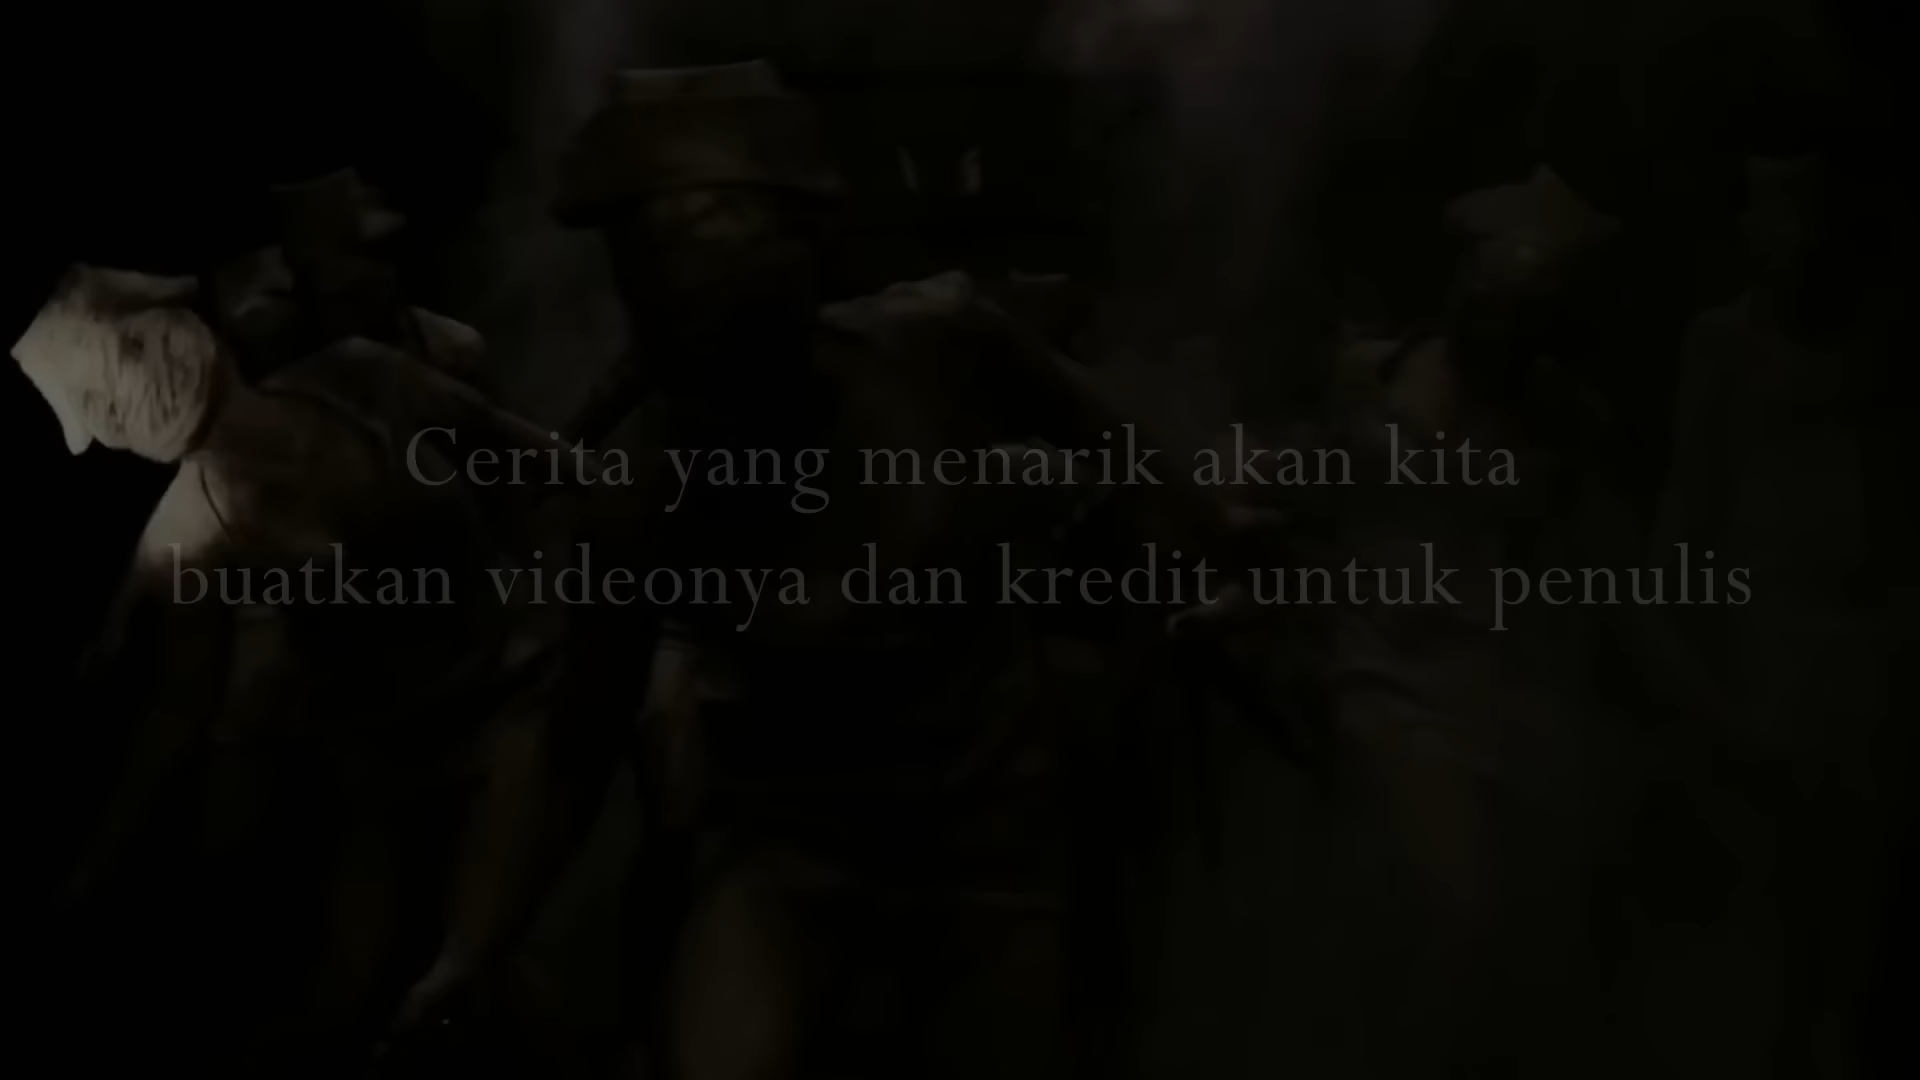 Cerita yang menarik akan kita
buatkan videonya dan kredit untuk penulis